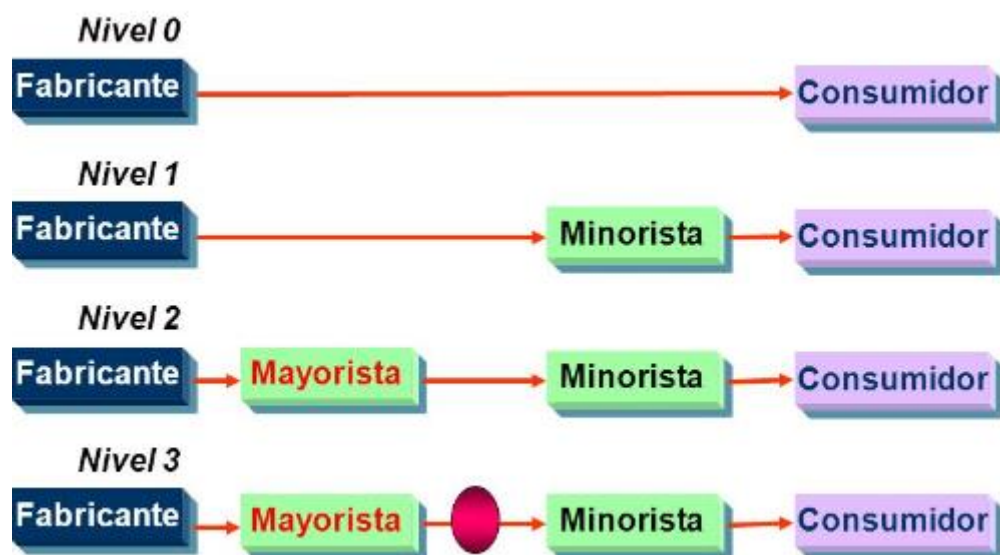 Nivel 0
Fabricante Consumidor
Nivel 1
Fabricante Minorista Consumidor
Nivel 2
Fabricante Mayorista Minorista Consumidor
Nivel 3
Fabricante Mayorista Minorista Consumidor